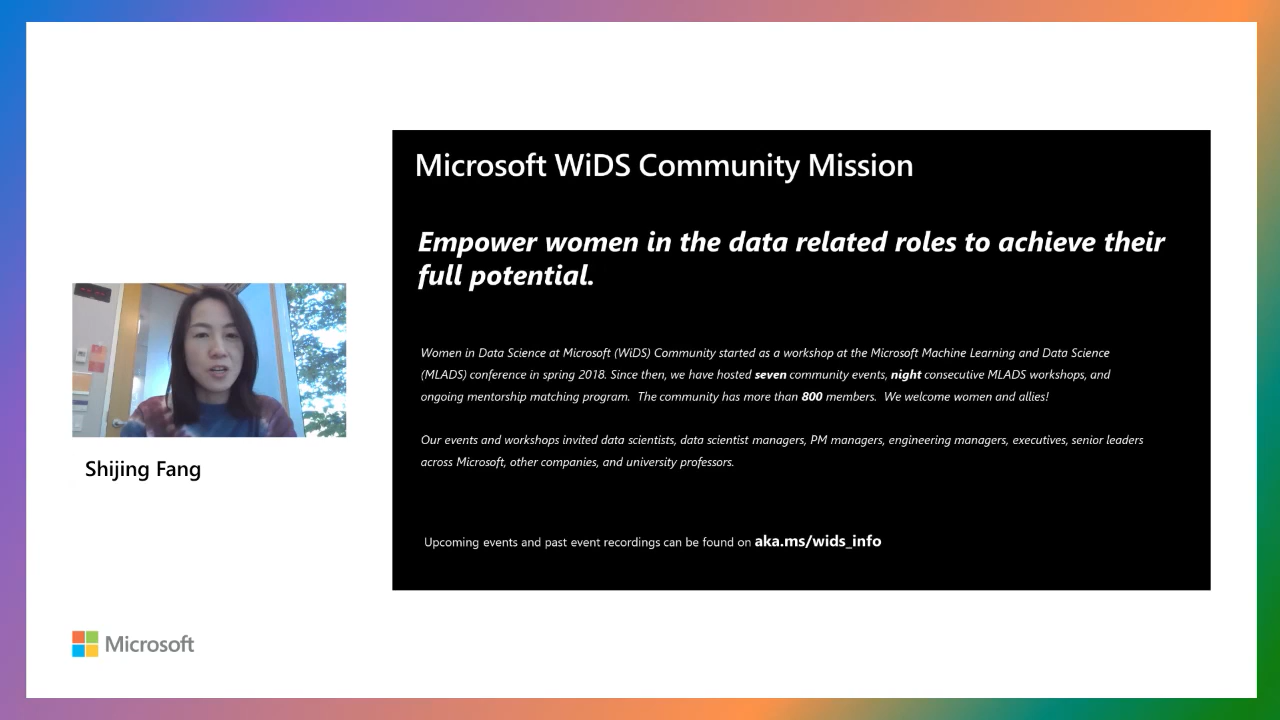 Microsoft WiDS Community Mission
Empower women in the data related roles to achieve their
full potential.
Women in Data Science at Microsoft (WiDS) Community started as a workshop at the Microsoft Machine Learning and Data Science
(MLADS) conference in spring 2018. Since then, we have hosted seven community events, night consecutive MLADS workshops, and
ongoing mentorship matching program. The community has more than 800 members. We welcome women and allies!
Our events and workshops invited data scientists, data scientist managers, PM managers, engineering managers, executives, senior leaders
across Microsoft, other companies, and university professors.
Upcoming events and past event recordings can be found on aka.ms/wids_info
Shijing Fang
Microsoft